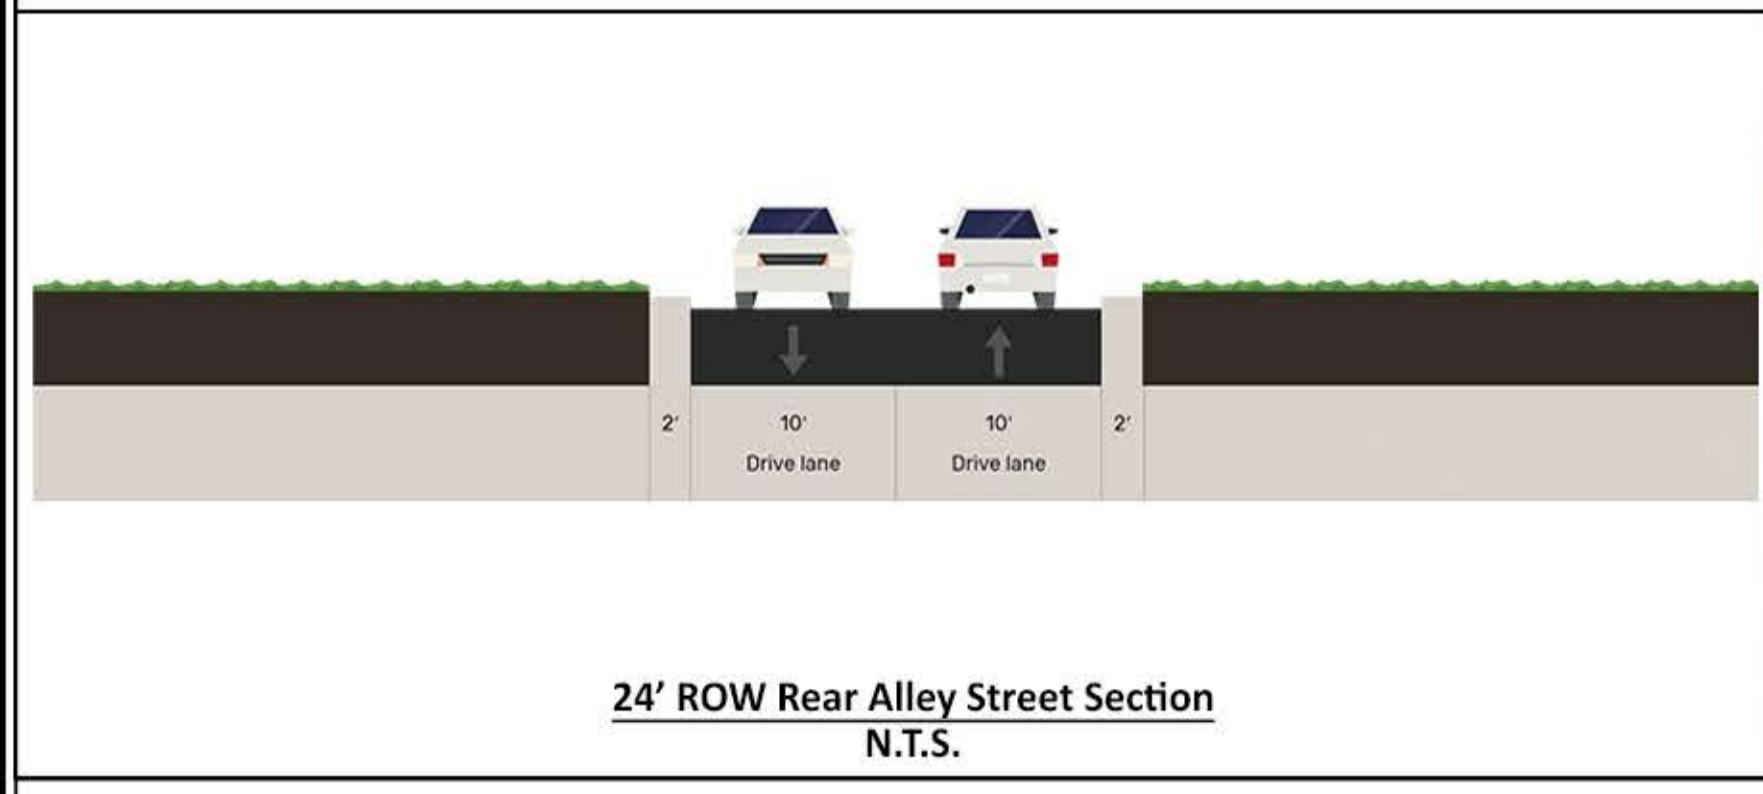 2' 10' 10' 2'
Drive lane Drive lane
24’ ROW Rear Alley Street Section
N.T.S.